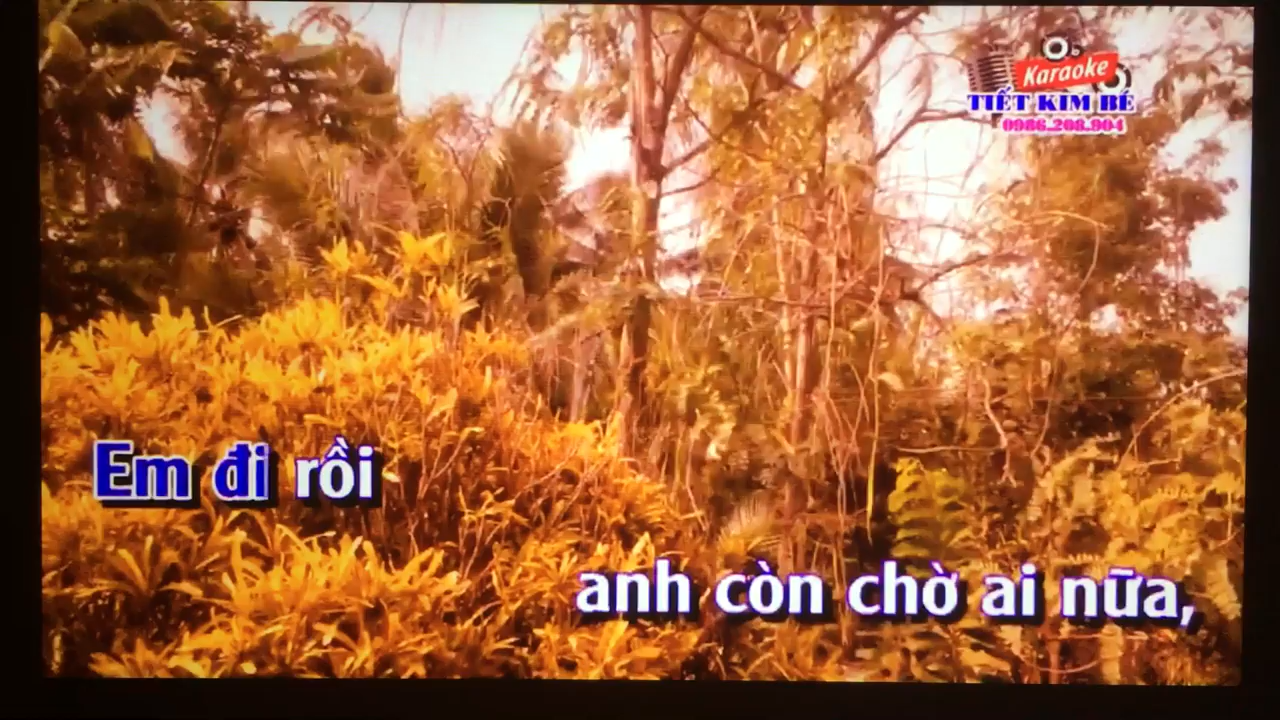 Karaoke
TIẾT KIM BÉ
0986.208.904
Em đi rồi
anh còn chờ ai nữa,